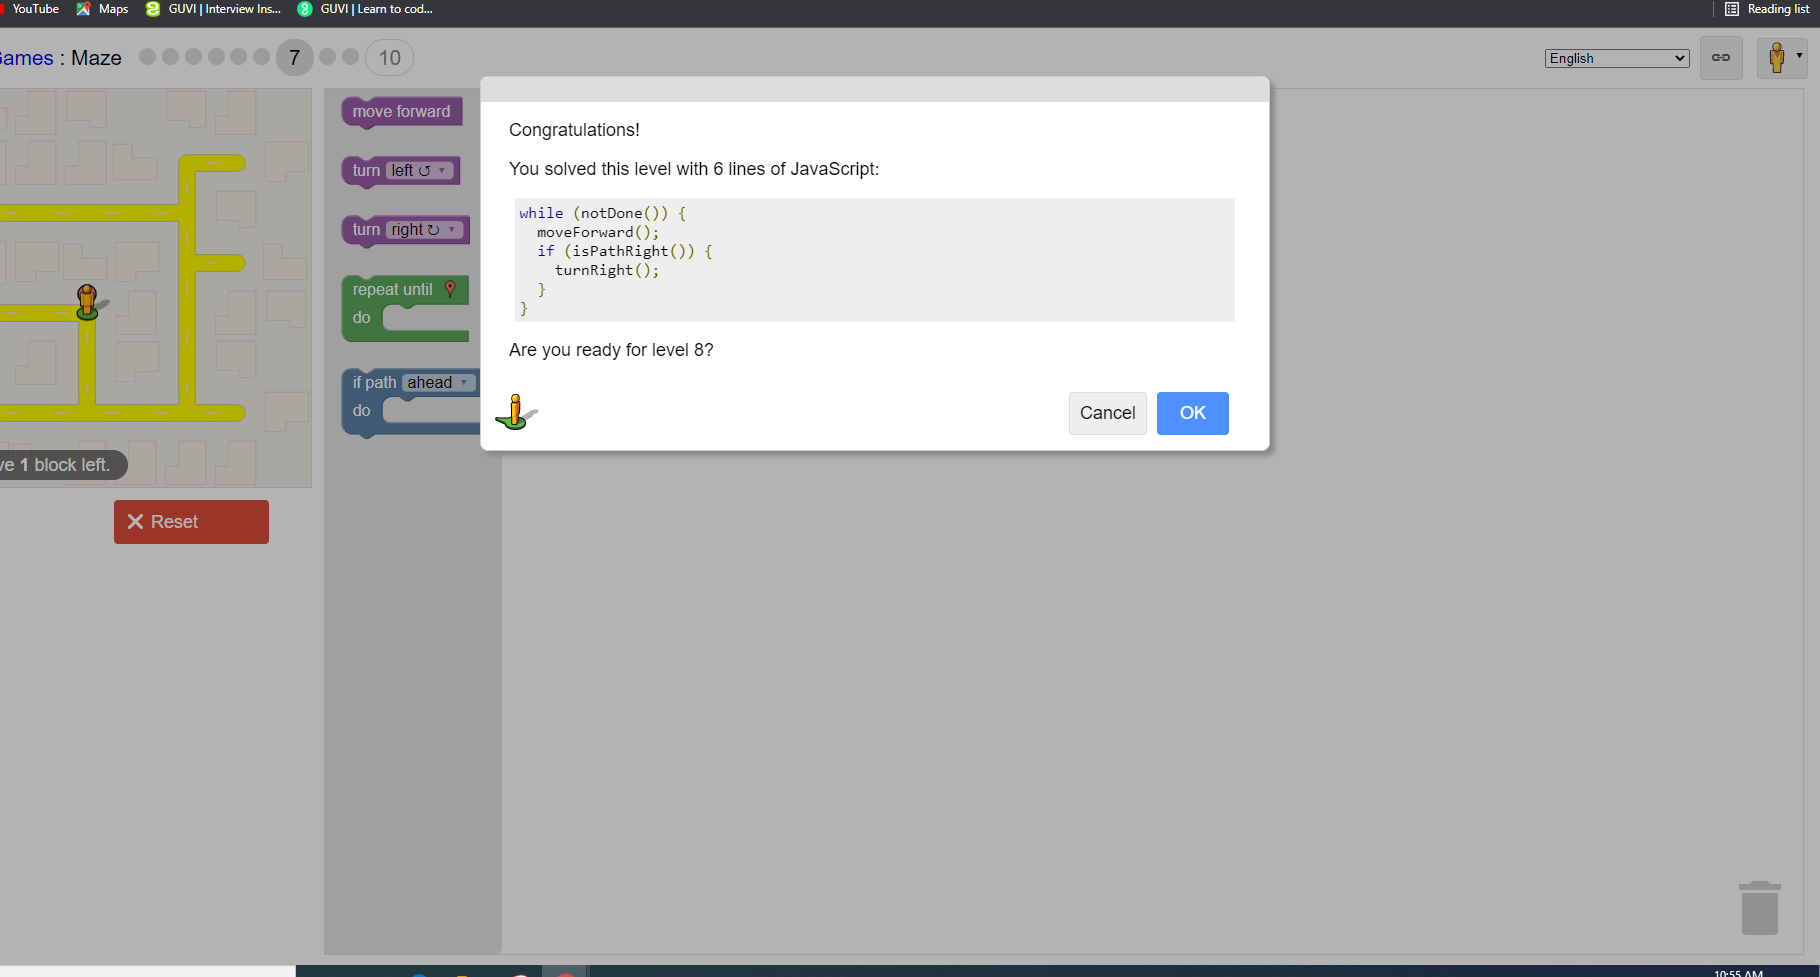 YouTube Maps GUVI | Interview Ins... GUVI | Learn to cod... Reading list
Games : Maze 7 10 English
move forward
turn left
turn right
repeat until
do
if path ahead
do
Congratulations!
You solved this level with 6 lines of JavaScript:
while (notDone()) {
  moveForward();
  if (isPathRight()) {
    turnRight();
  }
}
Are you ready for level 8?
Cancel OK
ve 1 block left.
Reset
10:55 AM